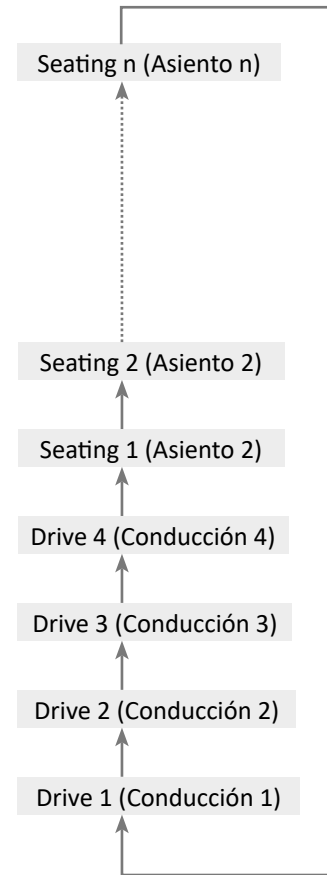 Seating n (Asiento n)
Seating 2 (Asiento 2)
Seating 1 (Asiento 2)
Drive 4 (Conducción 4)
Drive 3 (Conducción 3)
Drive 2 (Conducción 2)
Drive 1 (Conducción 1)